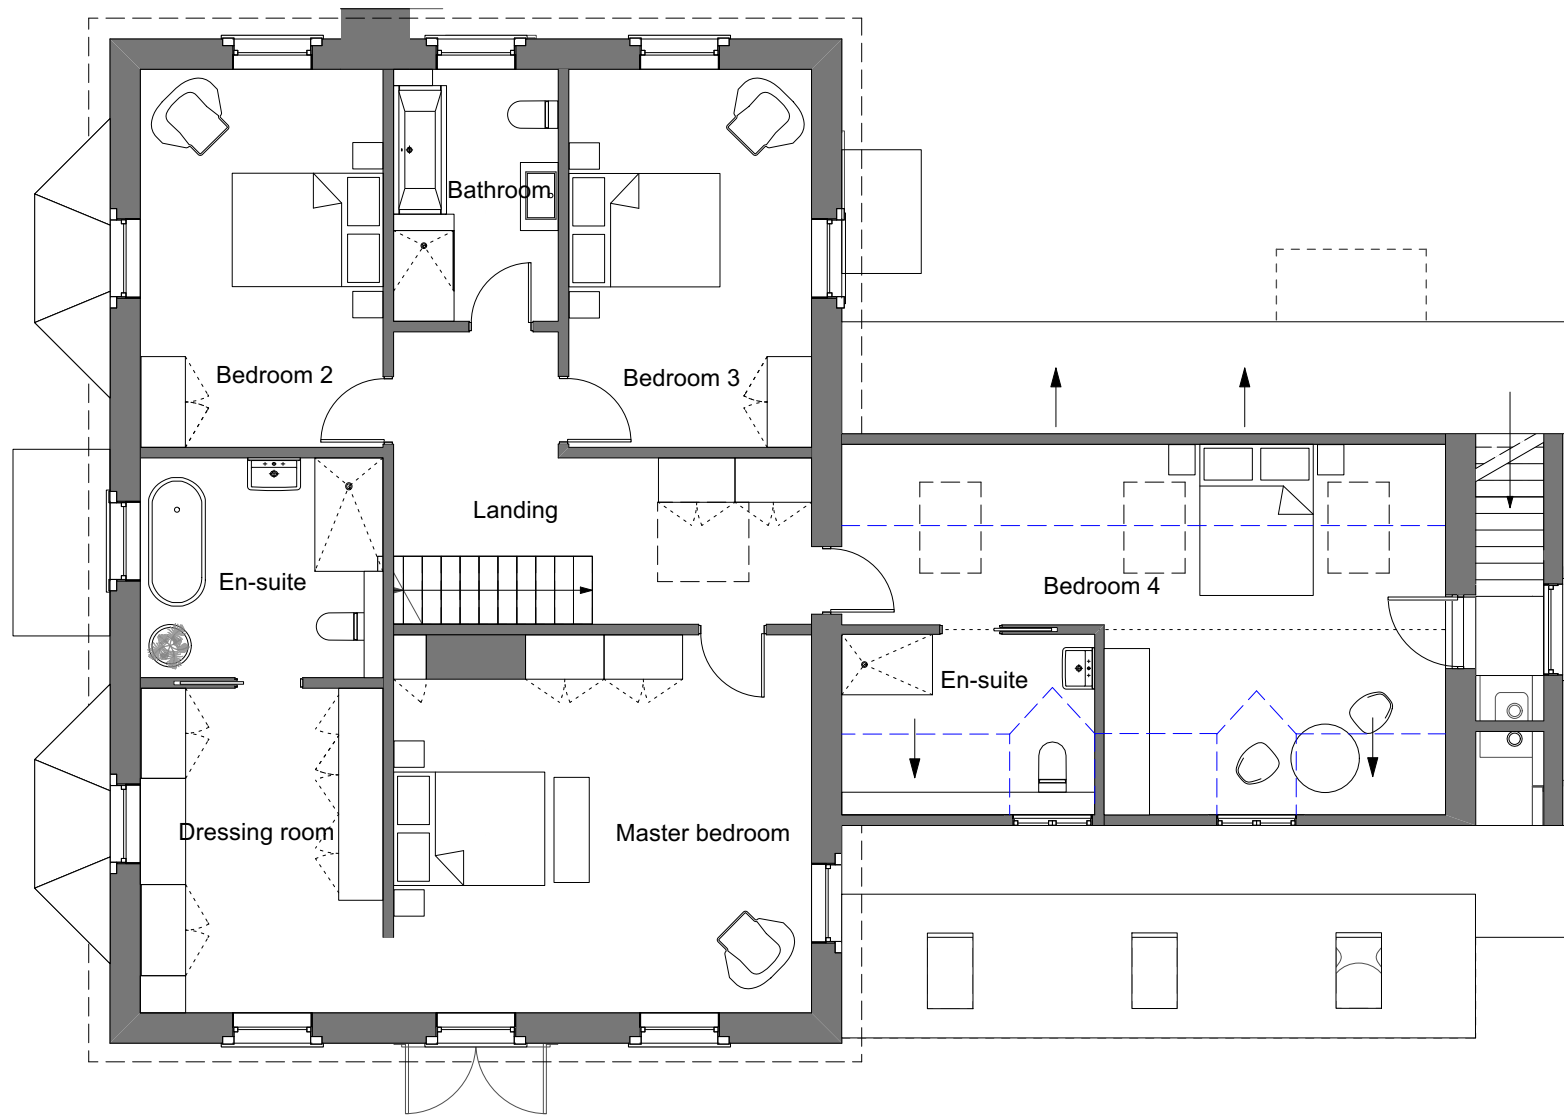 Bathroom
Bedroom 2
Bedroom 3
Landing
En-suite
Bedroom 4
En-suite
Dressing room
Master bedroom